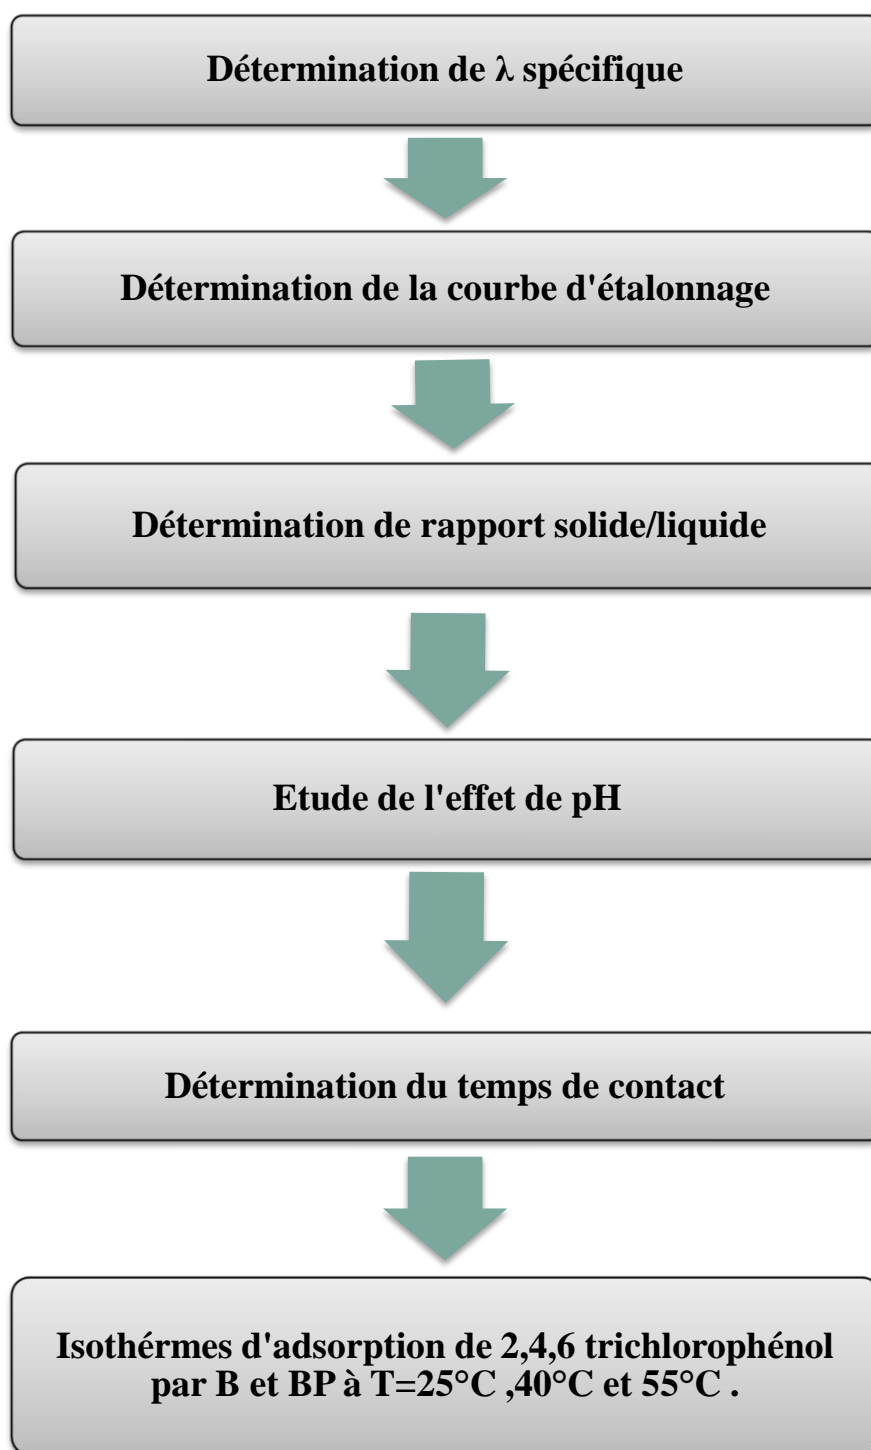 Détermination de λ spécifique
Détermination de la courbe d'étalonnage
Détermination de rapport solide/liquide
Etude de l'effet de pH
Détermination du temps de contact
Isothérmes d'adsorption de 2,4,6 trichlorophénol
par B et BP à T=25°C ,40°C et 55°C .